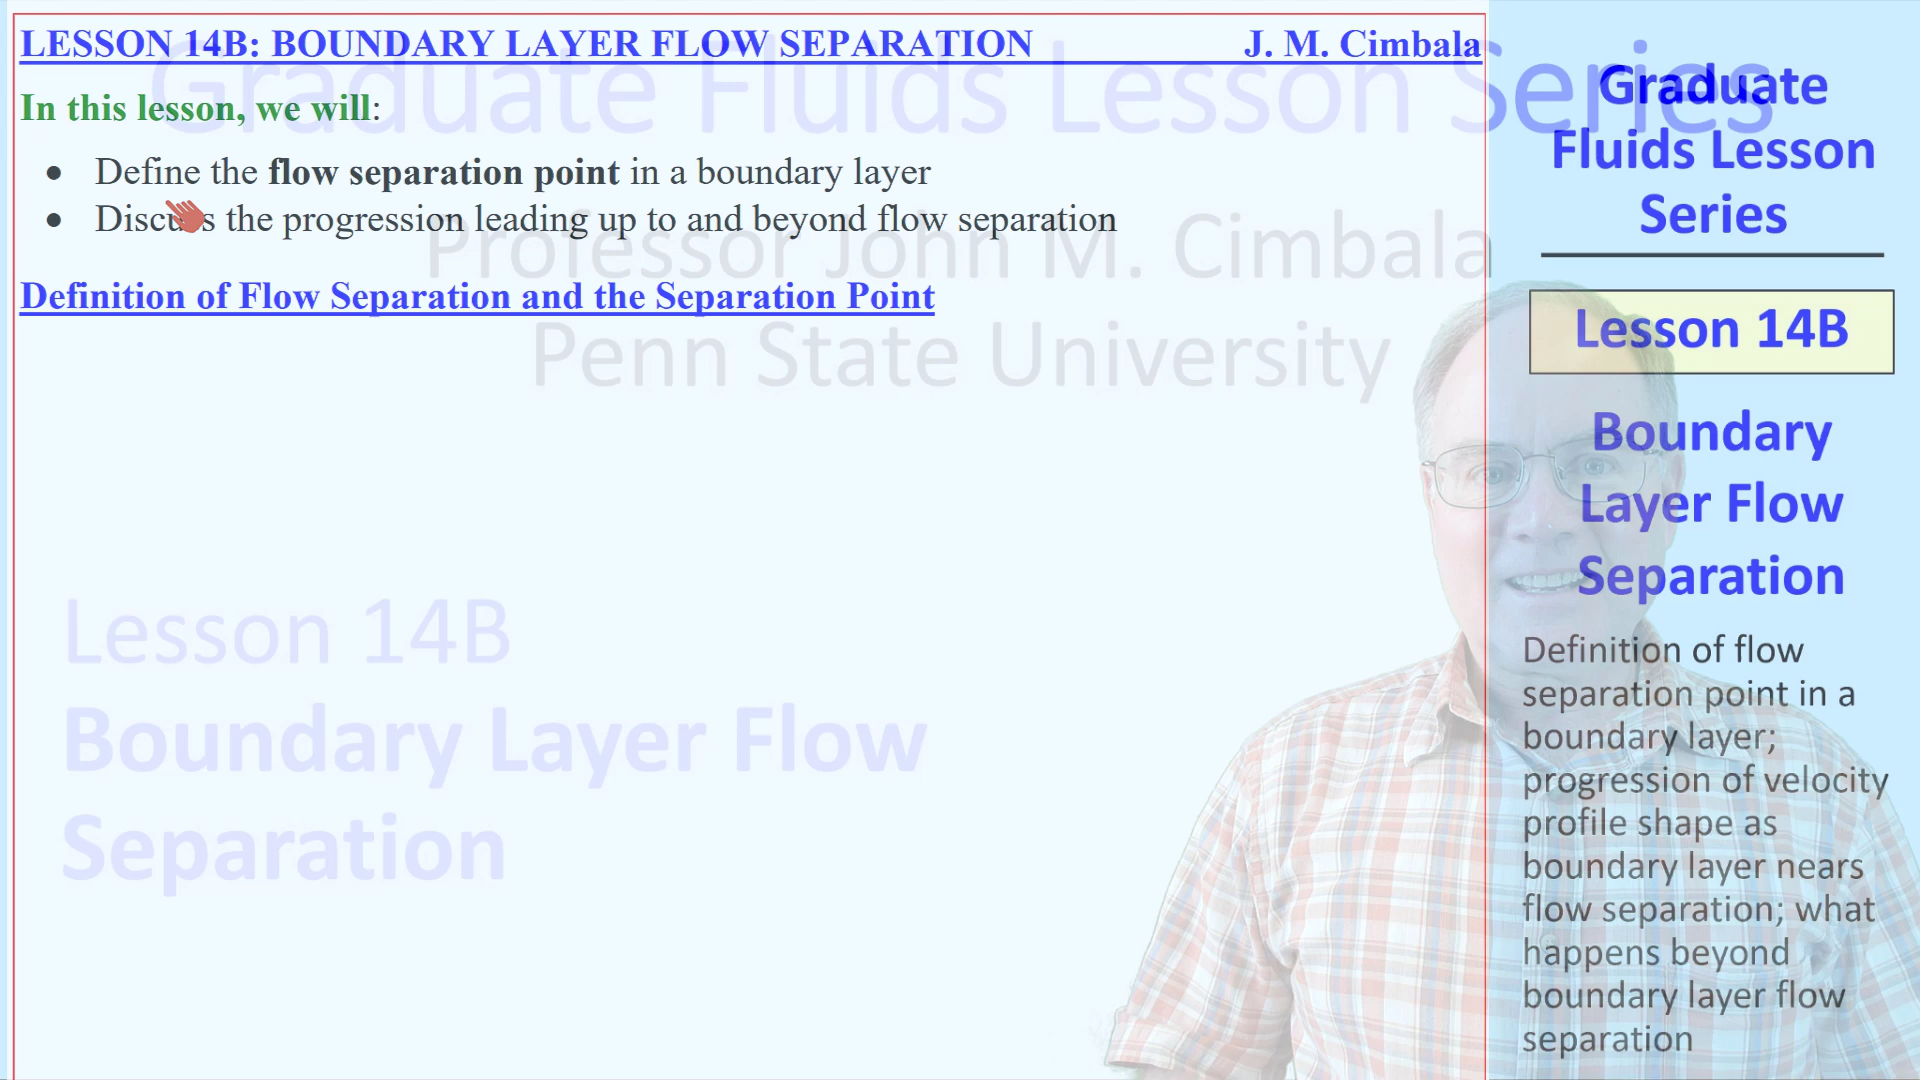 LESSON 14B: BOUNDARY LAYER FLOW SEPARATION J. M. Cimbala
In this lesson, we will:
• Define the flow separation point in a boundary layer
• Discuss the progression leading up to and beyond flow separation
Definition of Flow Separation and the Separation Point
Graduate Fluids Lesson Series
Professor John M. Cimbala
Penn State University
Lesson 14B
Boundary Layer Flow
Separation
Graduate
Fluids Lesson
Series
Lesson 14B
Boundary
Layer Flow
Separation
Definition of flow
separation point in a
boundary layer;
progression of velocity
profile shape as
boundary layer nears
flow separation; what
happens beyond
boundary layer flow
separation